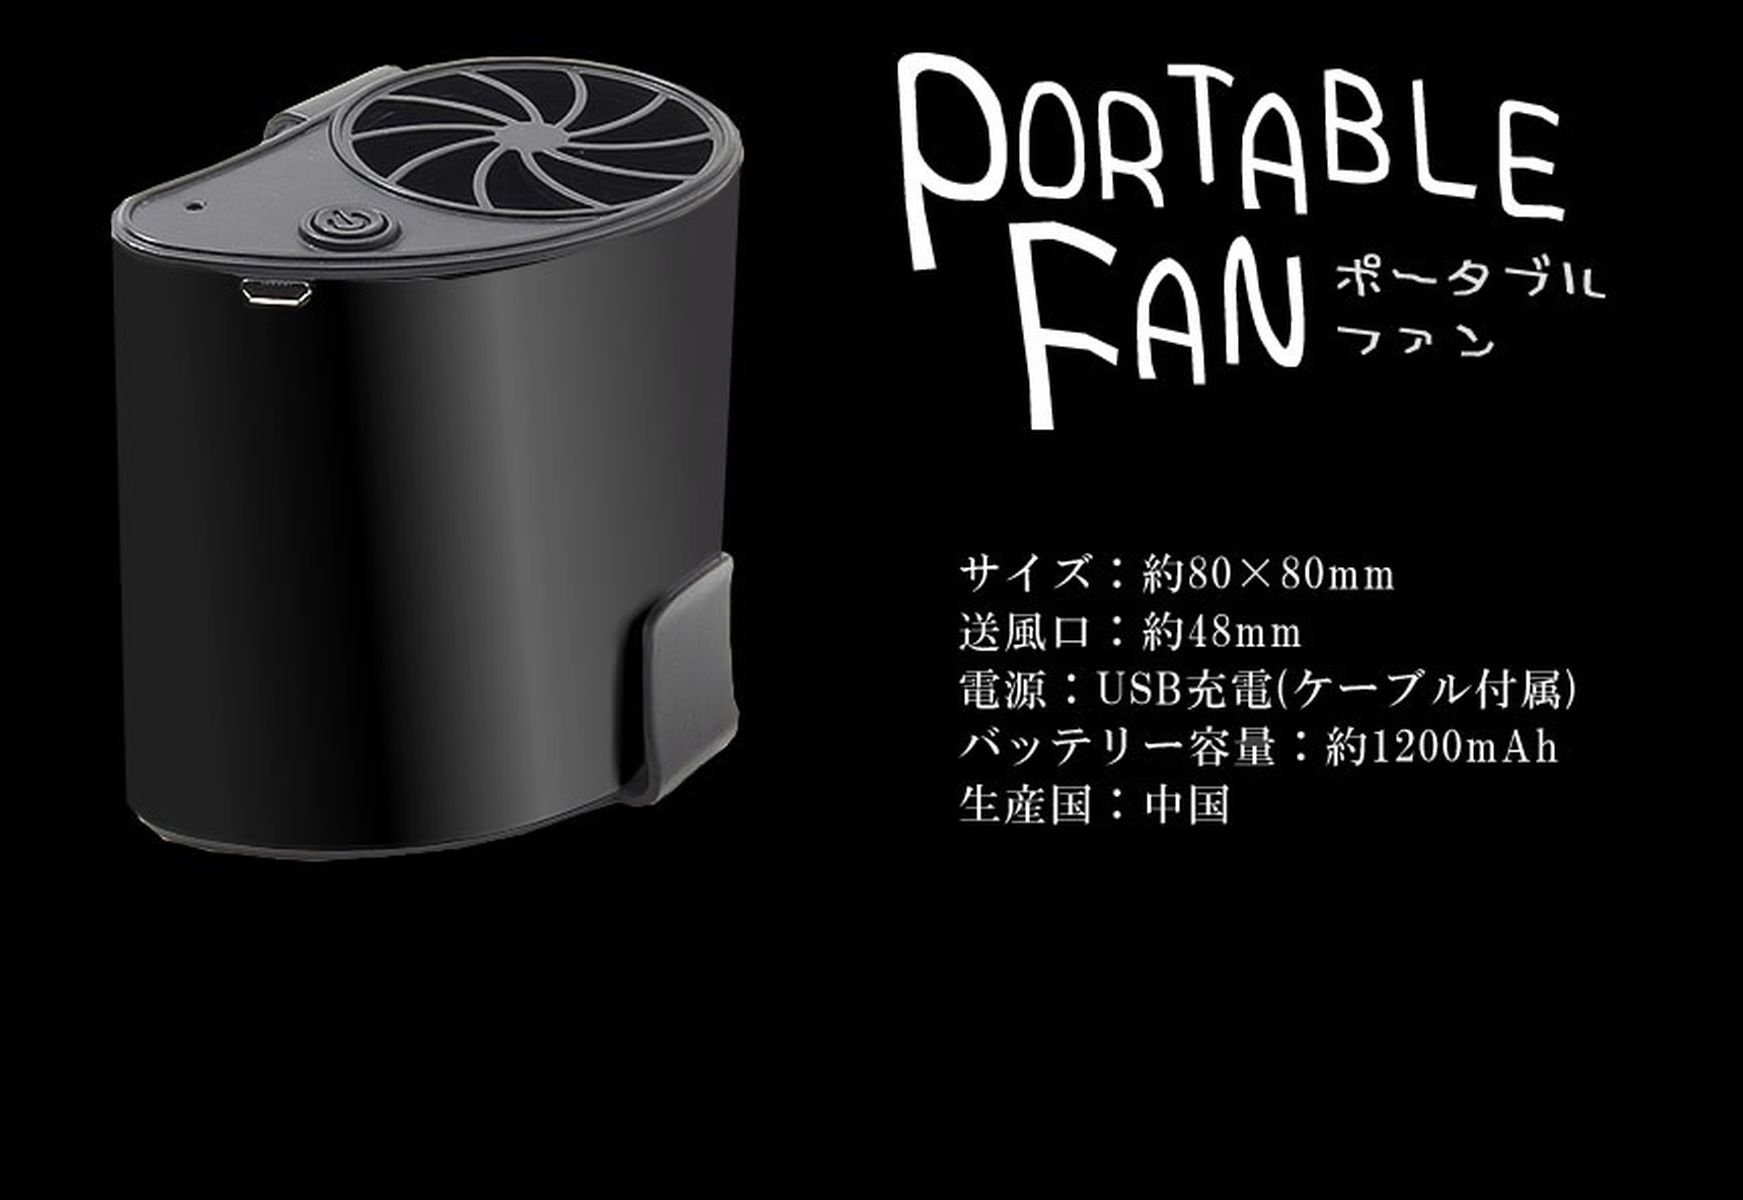 PORTABLE
FAN
ポータブル
ファン
サイズ：約80×80mm
送風口：約48mm
電源：USB充電(ケーブル付属)
バッテリー容量：約1200mAh
生産国：中国